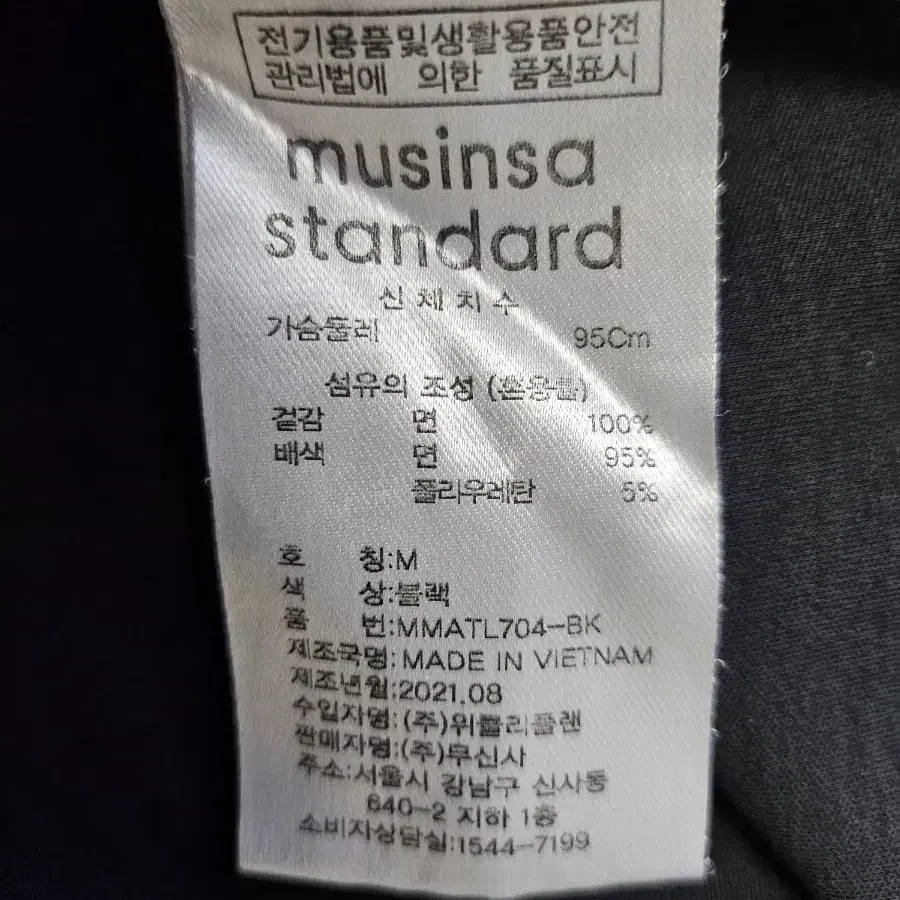 전기용품및생활용품안전
관리법에 의한 품질표시
musinsa
standard
신체치수
가슴둘레 95Cm
섬유의 조성 (혼용률)
겉감 면 100%
배색 면 95%
폴리우레탄 5%
호 칭:M
색 상:블랙
품 번:MMATL704-BK
제조국명:MADE IN VIETNAM
제조년월:2021.08
수입자명:(주)위블리플랜
판매자명:(주)무신사
주소:서울시 강남구 신사동
640-2 지하 1층
소비자상담실:1544-7199